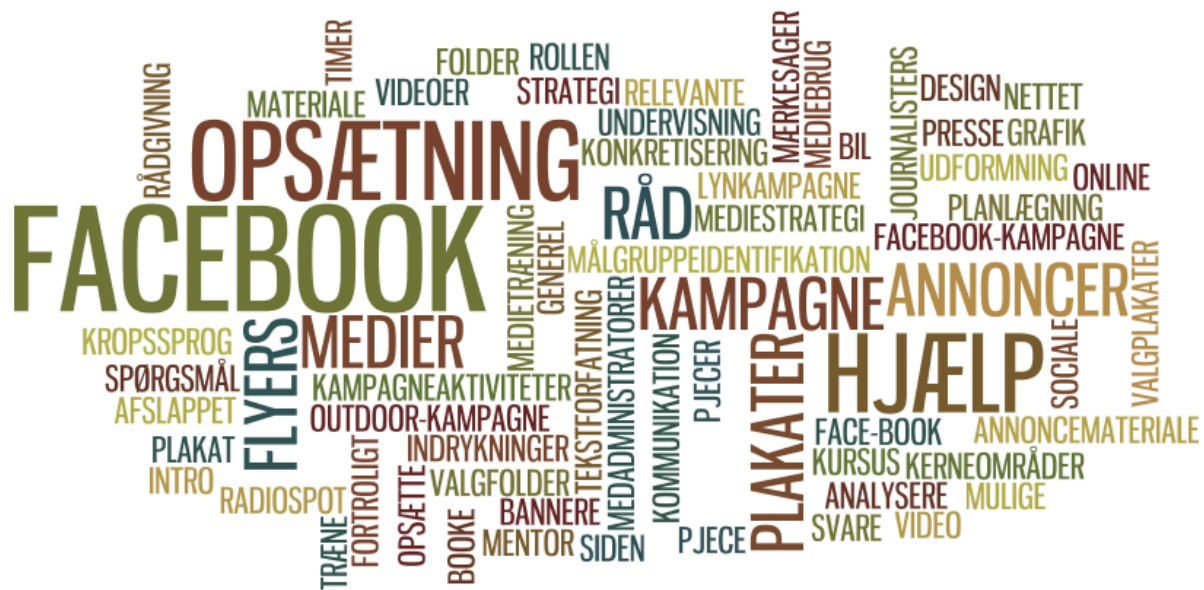 TIMER
FOLDER
ROLLEN
RÅDGIVNING
MATERIALE
VIDEOER
STRATEGI
RELEVANTE
MÆRKESAGER
MEDIEBRUG
JOURNALISTERS
DESIGN
NETTET
OPSÆTNING
UNDERVISNING
KONKRETISERING
BIL
PRESSE
GRAFIK
UDFORMNING
ONLINE
FACEBOOK
RÅD
LYNKAMPAGNE
MEDIESTRATEGI
PLANLÆGNING
FACEBOOK-KAMPAGNE
MEDIETRÆNING
GENEREL
MÅLGRUPPEIDENTIFIKATION
KAMPAGNE
ANNONCER
VALGPLAKATER
KROPSSPROG
FLYERS
MEDIER
TEKSTFORFATNING
MEDADMINISTRATORER
KOMMUNIKATION
PJECER
PLAKATER
HJÆLP
SOCIALE
SPØRGSMÅL
KAMPAGNEAKTIVITETER
AFSLAPPET
OUTDOOR-KAMPAGNE
FACE-BOOK
ANNONCEMATERIALE
PLAKAT
INDRYKNINGER
KURSUS
KERNEOMRÅDER
INTRO
RADIOSPOT
FORTROLIGT
OPSÆTTE
VALGFOLDER
ANALYSERE
MULIGE
TRÆNE
BOOKE
BANNERE
MENTOR
SIDEN
PJECE
SVARE
VIDEO